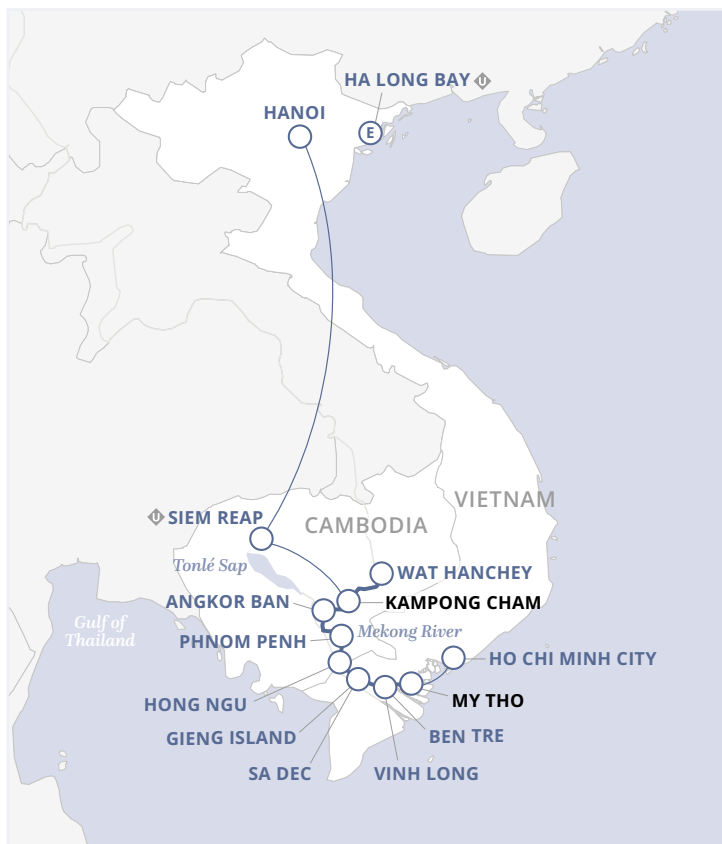 HA LONG BAY U
HANOI
E
VIETNAM
U SIEM REAP
CAMBODIA
Tonlé Sap
WAT HANCHEY
ANGKOR BAN
KAMPONG CHAM
Gulf of
Thailand
PHNOM PENH
Mekong River
HO CHI MINH CITY
HONG NGU
MY THO
GIENG ISLAND
BEN TRE
SA DEC
VINH LONG